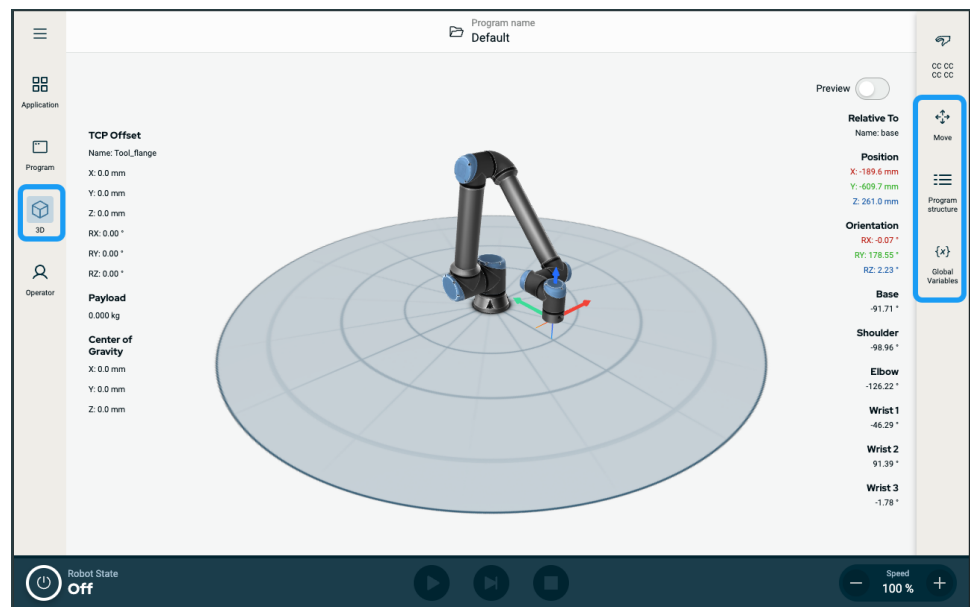 Program name
Default
CC CC
CC CC
Application
Program
3D
Operator
TCP Offset
Name: Tool_flange
X: 0.0 mm
Y: 0.0 mm
Z: 0.0 mm
RX: 0.00 °
RY: 0.00 °
RZ: 0.00 °
Payload
0.000 kg
Center of
Gravity
X: 0.0 mm
Y: 0.0 mm
Z: 0.0 mm
Preview
Relative To
Name: base
Position
X: -189.6 mm
Y: -609.7 mm
Z: 261.0 mm
Orientation
RX: -0.07 °
RY: 178.55 °
RZ: 2.23 °
Base
-91.71 °
Shoulder
-98.96 °
Elbow
-126.22 °
Wrist 1
-46.29 °
Wrist 2
91.39 °
Wrist 3
-1.78 °
Move
Program
structure
{x}
Global
Variables
Robot State
Off
Speed
100 %